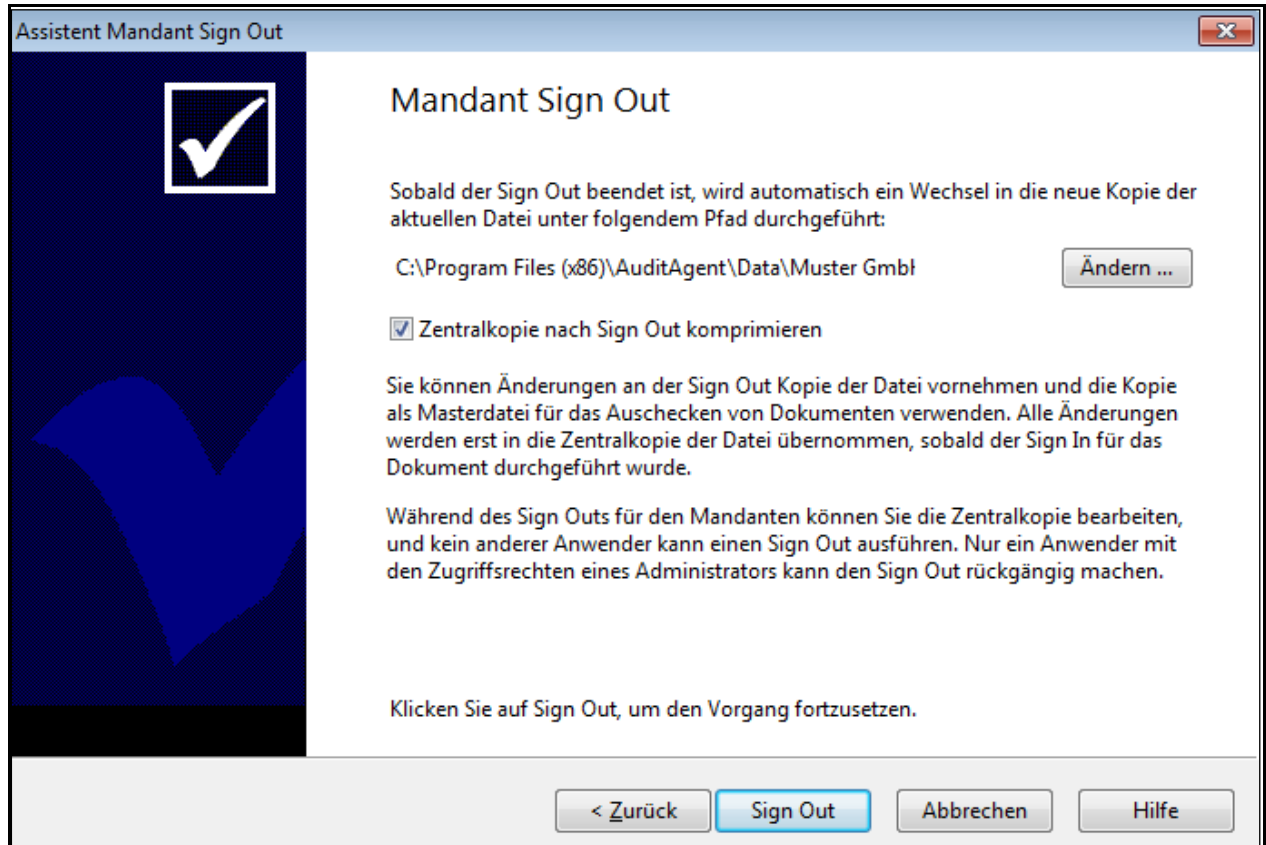 Assistent Mandant Sign Out
Mandant Sign Out
Sobald der Sign Out beendet ist, wird automatisch ein Wechsel in die neue Kopie der
aktuellen Datei unter folgendem Pfad durchgeführt:
C:\Program Files (x86)\AuditAgent\Data\Muster GmbH
Ändern ...
Zentralkopie nach Sign Out komprimieren
Sie können Änderungen an der Sign Out Kopie der Datei vornehmen und die Kopie
als Masterdatei für das Auschecken von Dokumenten verwenden. Alle Änderungen
werden erst in die Zentralkopie der Datei übernommen, sobald der Sign In für das
Dokument durchgeführt wurde.
Während des Sign Outs für den Mandanten können Sie die Zentralkopie bearbeiten,
und kein anderer Anwender kann einen Sign Out ausführen. Nur ein Anwender mit
den Zugriffsrechten eines Administrators kann den Sign Out rückgängig machen.
Klicken Sie auf Sign Out, um den Vorgang fortzusetzen.
< Zurück
Sign Out
Abbrechen
Hilfe